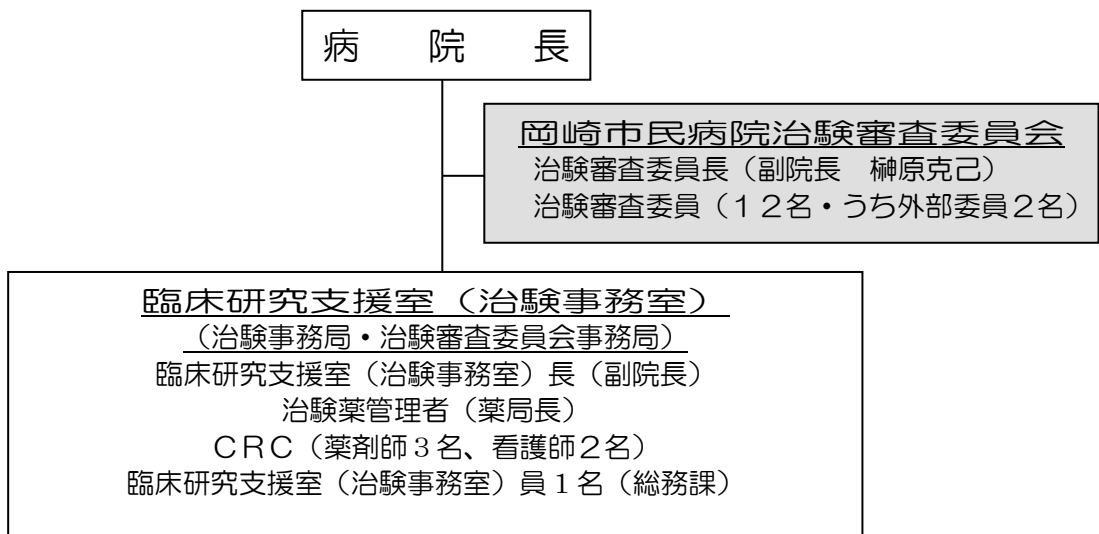 病　院　長
岡崎市民病院治験審査委員会
治験審査委員長（副院長　榊原克己）
治験審査委員（１２名・うち外部委員２名）
臨床研究支援室（治験事務室）
（治験事務局・治験審査委員会事務局）
臨床研究支援室（治験事務室）長（副院長）
治験薬管理者（薬局長）
ＣＲＣ（薬剤師３名、看護師２名）
臨床研究支援室（治験事務室）員１名（総務課）